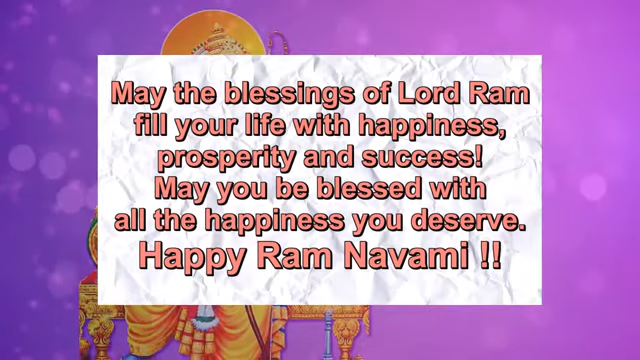 May the blessings of Lord Ram
fill your life with happiness,
prosperity and success!
May you be blessed with
all the happiness you deserve.
Happy Ram Navami !!